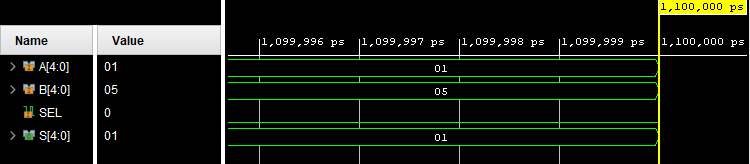 1,100,000 ps
Name Value
1,099,996 ps 1,099,997 ps 1,099,998 ps 1,099,999 ps 1,100,000 ps
A[4:0] 01 01
B[4:0] 05 05
SEL 0
S[4:0] 01 01